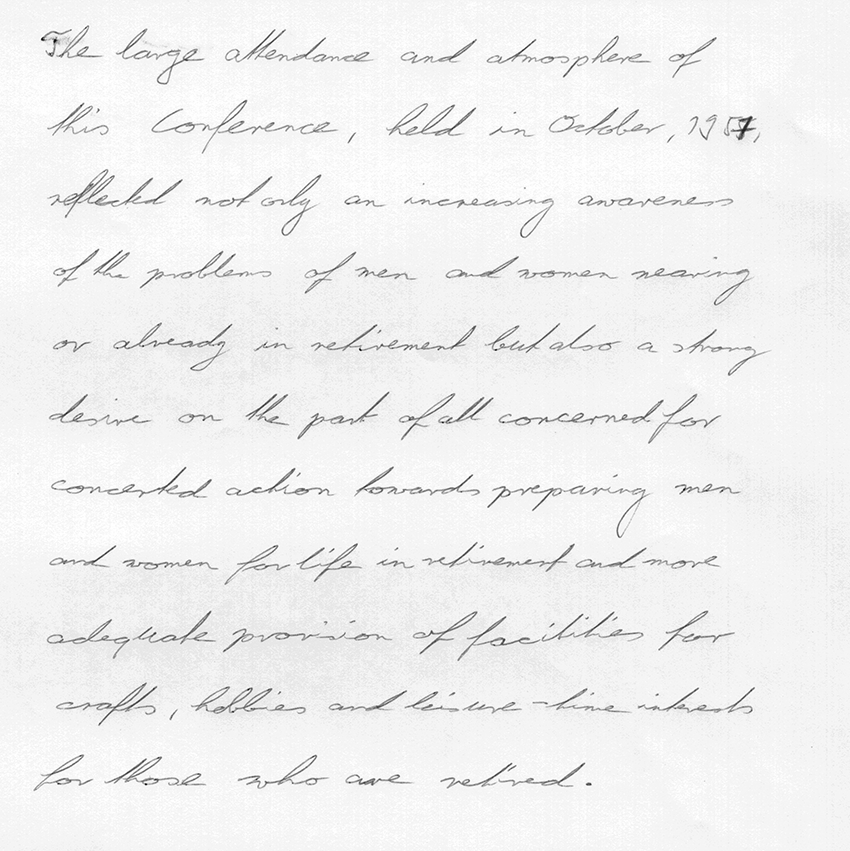 The large attendance and atmosphere of
this Conference, held in October, 1957,
reflected not only an increasing awareness
of the problems of men and women nearing
or already in retirement but also a strong
desire on the part of all concerned for
concerted action towards preparing men
and women for life in retirement and more
adequate provision of facilities for
crafts, hobbies and leisure-time interests
for those who are retired.